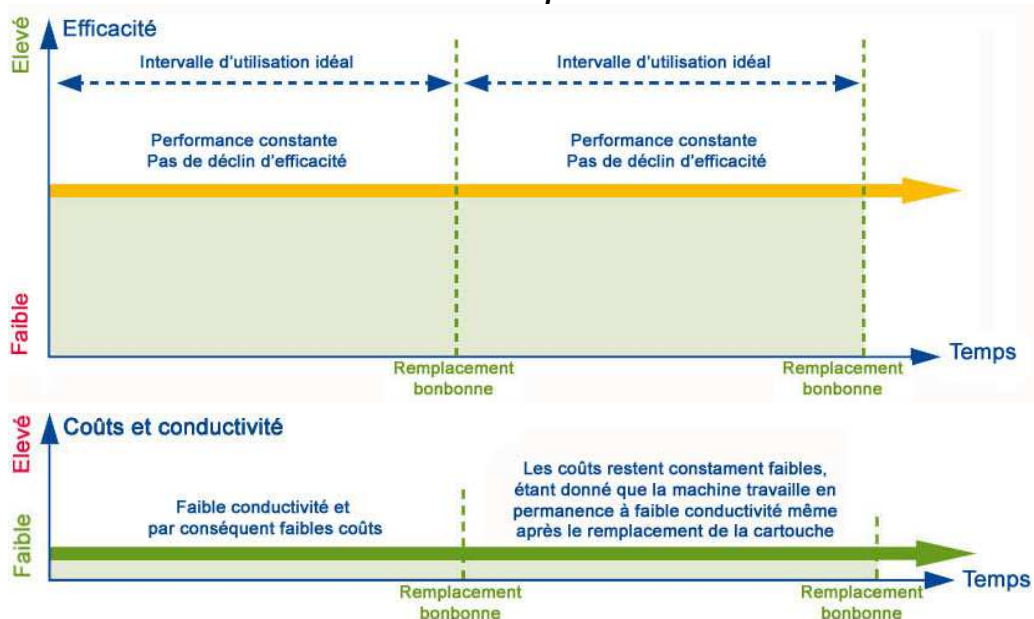 Efficacité
Elevé
Intervalle d'utilisation idéal
Intervalle d'utilisation idéal
Performance constante
Pas de déclin d'efficacité
Performance constante
Pas de déclin d'efficacité
Faible
Temps
Remplacement
bonbonne
Remplacement
bonbonne
Coûts et conductivité
Elevé
Faible conductivité et
par conséquent faibles coûts
Les coûts restent constament faibles,
étant donné que la machine travaille en
permanence à faible conductivité même
après le remplacement de la cartouche
Faible
Temps
Remplacement
bonbonne
Remplacement
bonbonne